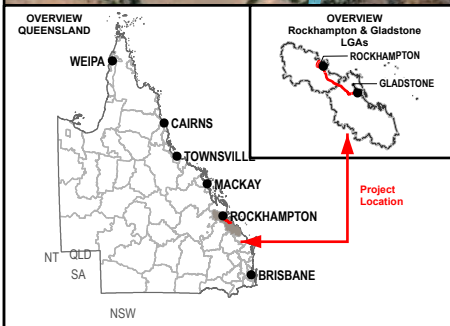 OVERVIEW
QUEENSLAND
WEIPA
CAIRNS
TOWNSVILLE
MACKAY
ROCKHAMPTON
BRISBANE
NT
QLD
SA
NSW
OVERVIEW
Rockhampton & Gladstone
LGAs
ROCKHAMPTON
GLADSTONE
Project
Location